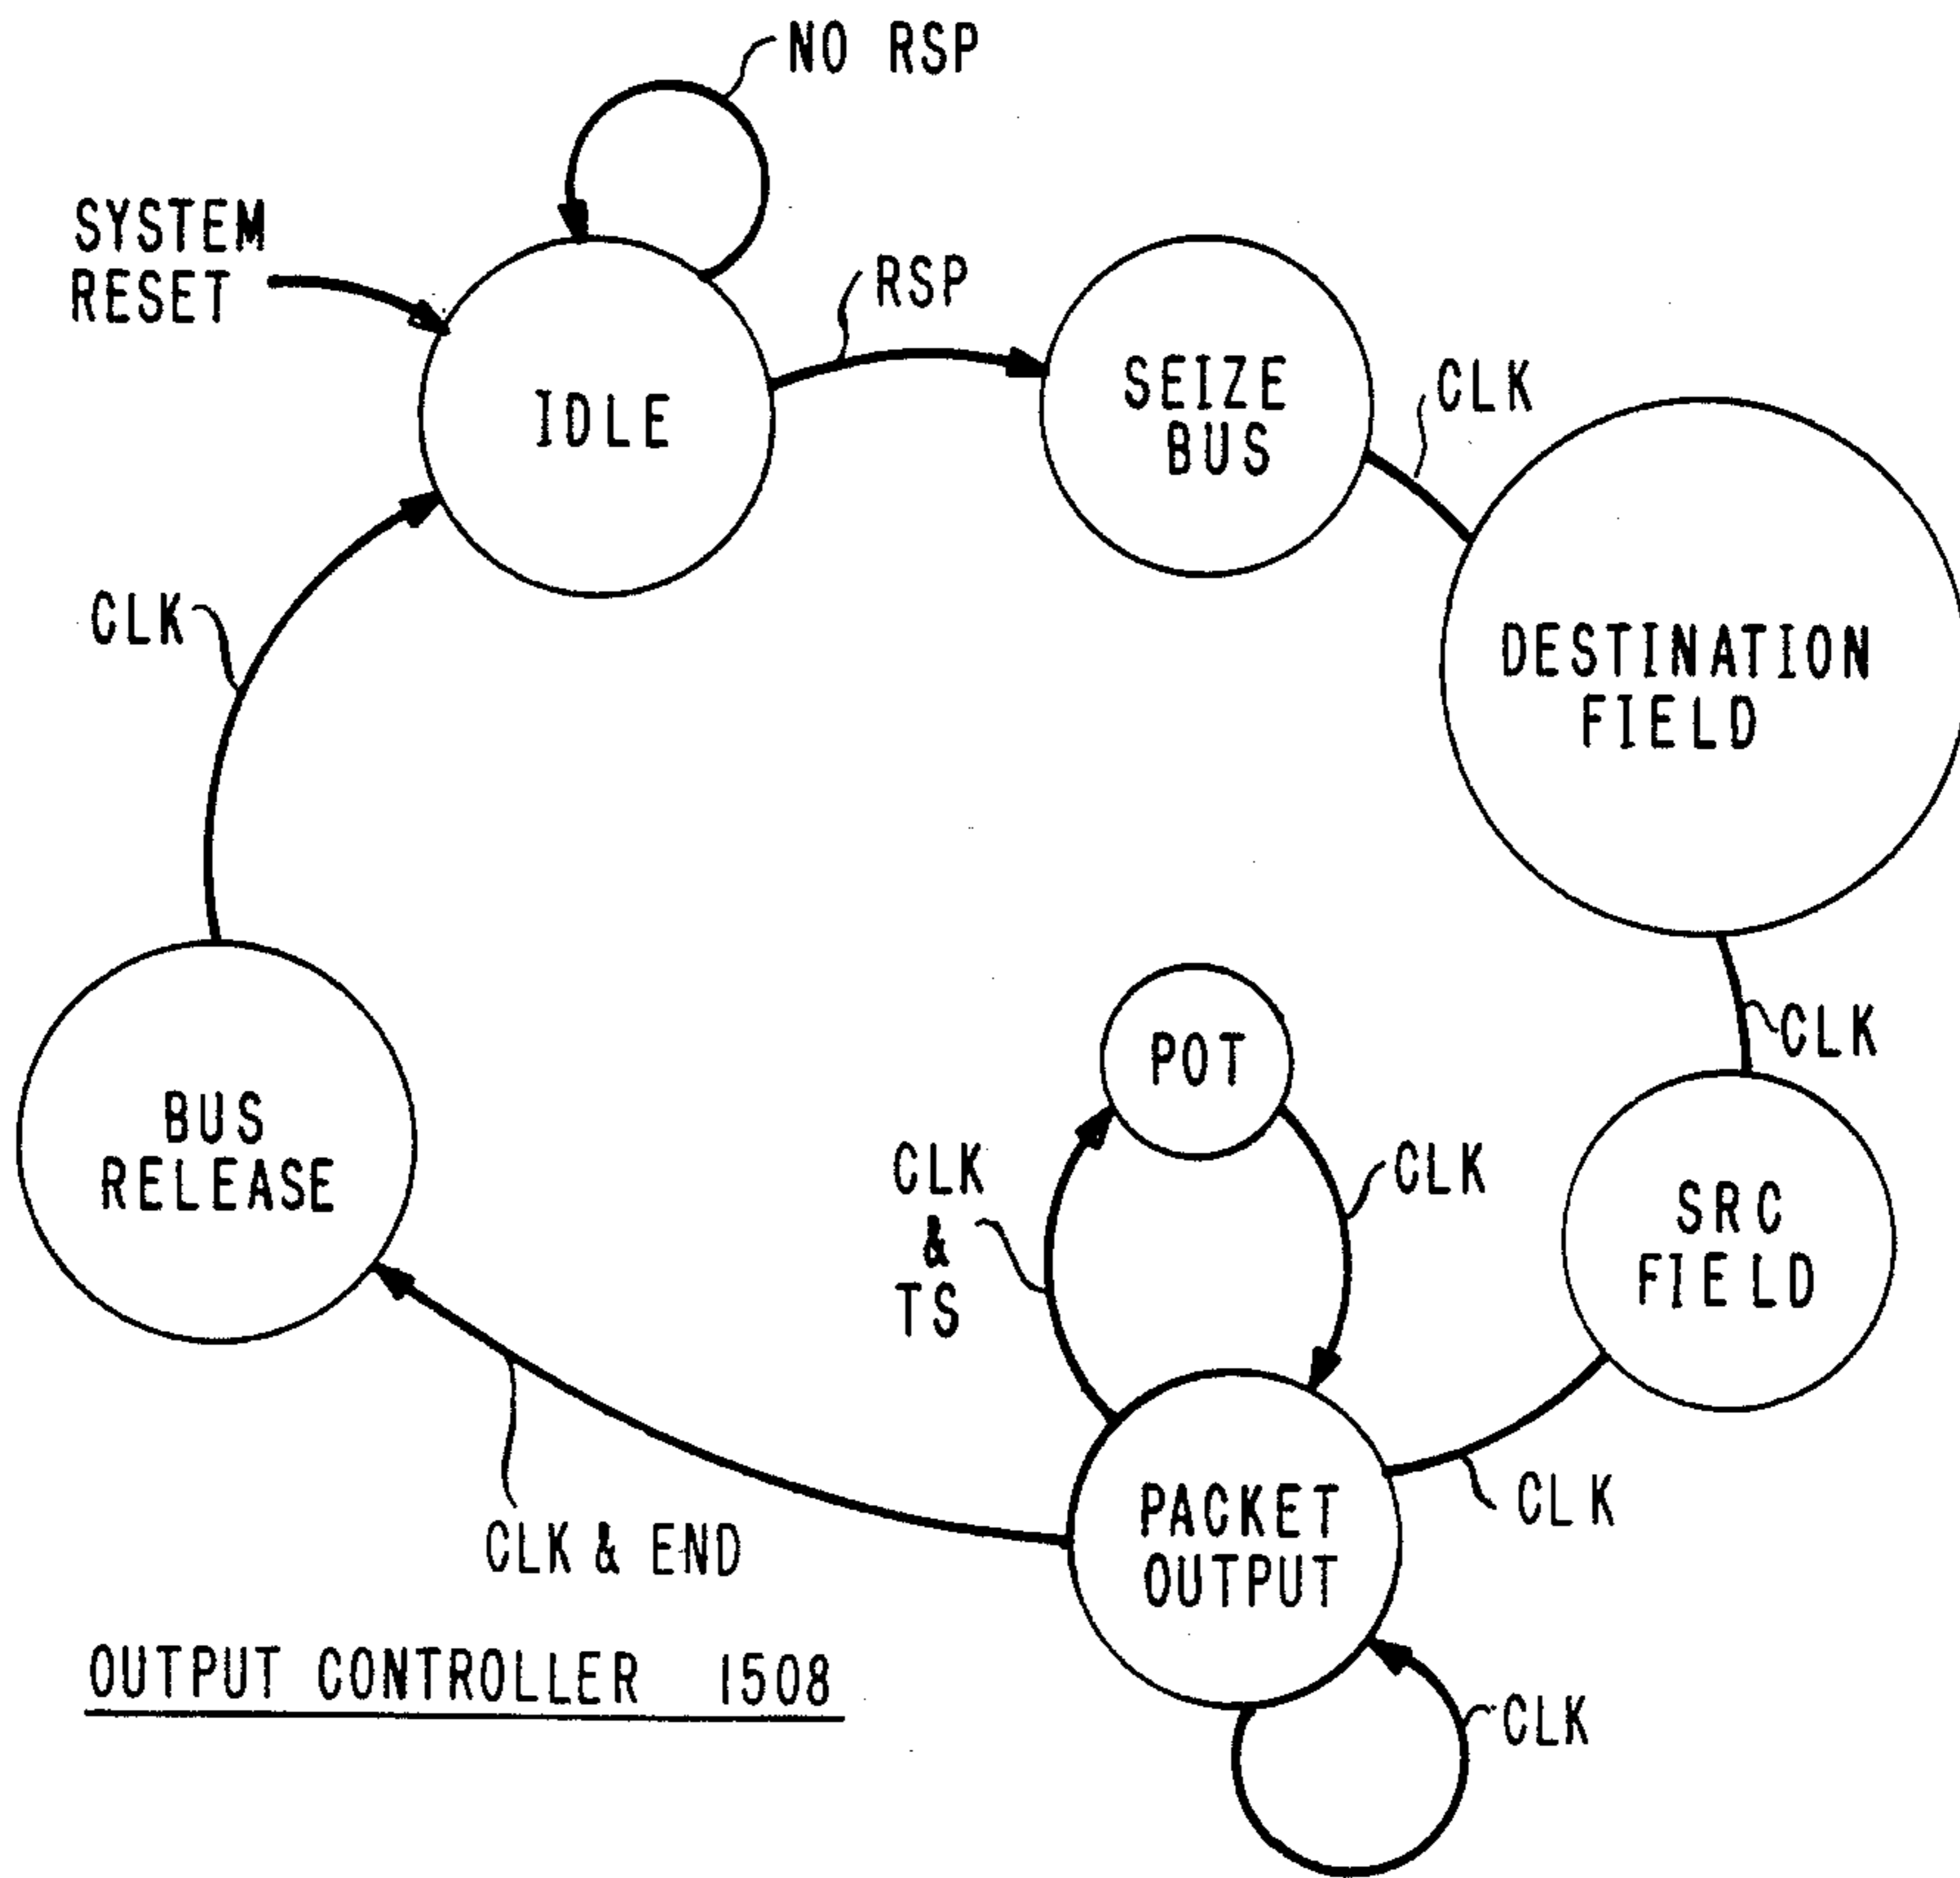 NO RSP
SYSTEM
RESET
RSP
IDLE
SEIZE
BUS
CLK
DESTINATION
FIELD
CLK
CLK
POT
BUS
RELEASE
CLK
&
TS
CLK
SRC
FIELD
PACKET
OUTPUT
CLK
CLK & END
OUTPUT CONTROLLER 1508
CLK